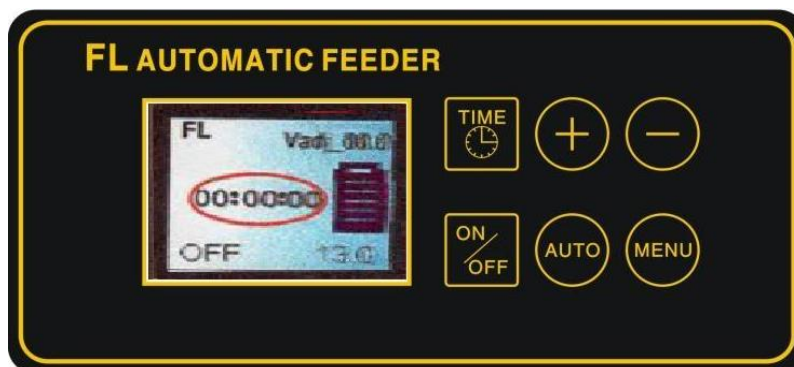 FL AUTOMATIC FEEDER
FL
00:00:00
OFF
TIME
+
−
ON/OFF
AUTO
MENU